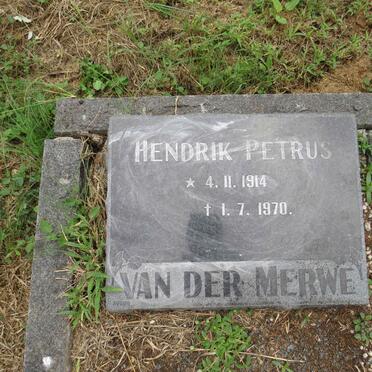 HENDRIK PETRUS
* 4. 11. 1914
† 1. 7. 1970.
VAN DER MERWE